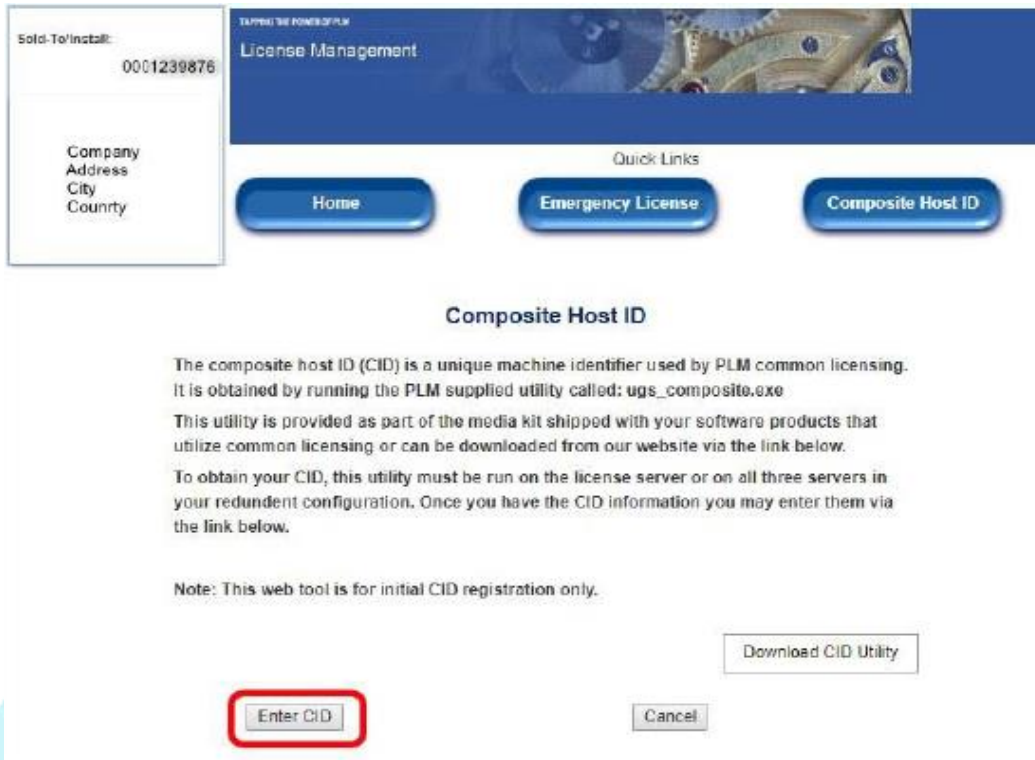 Sold-To/Install:
0001239876
Company
Address
City
Counrty
TAPPING THE POWER OF PLM
License Management
Quick Links
Home
Emergency License
Composite Host ID
Composite Host ID
The composite host ID (CID) is a unique machine identifier used by PLM common licensing.
It is obtained by running the PLM supplied utility called: ugs_composite.exe
This utility is provided as part of the media kit shipped with your software products that
utilize common licensing or can be downloaded from our website via the link below.
To obtain your CID, this utility must be run on the license server or on all three servers in
your redundent configuration. Once you have the CID information you may enter them via
the link below.
Note: This web tool is for initial CID registration only.
Download CID Utility
Enter CID
Cancel